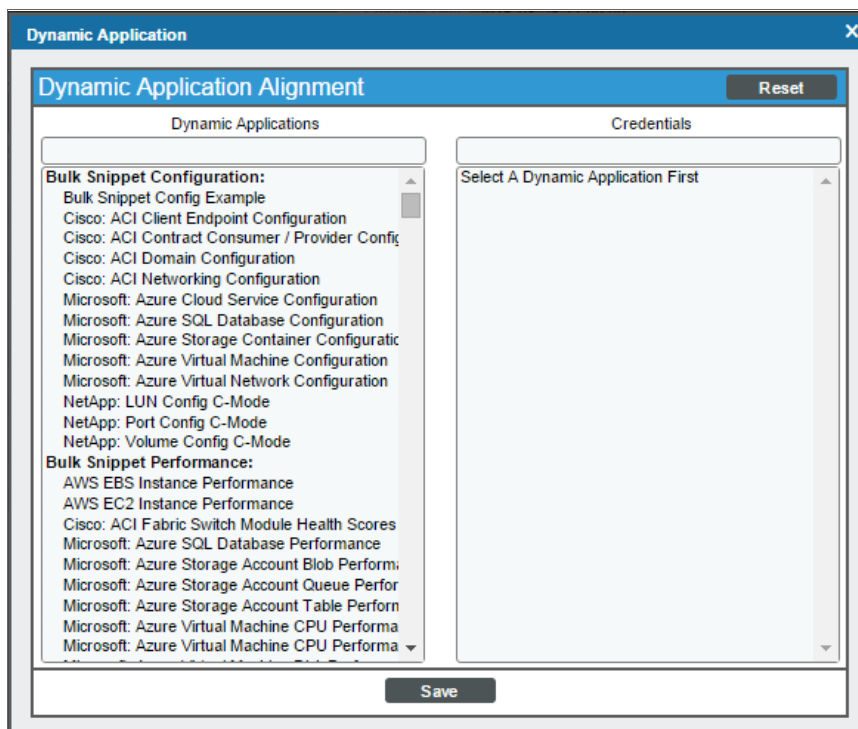 Dynamic Application
Dynamic Application Alignment
Reset
Dynamic Applications
Credentials
Bulk Snippet Configuration:
Bulk Snippet Config Example
Cisco: ACI Client Endpoint Configuration
Cisco: ACI Contract Consumer / Provider Config
Cisco: ACI Domain Configuration
Cisco: ACI Networking Configuration
Microsoft: Azure Cloud Service Configuration
Microsoft: Azure SQL Database Configuration
Microsoft: Azure Storage Container Configuratic
Microsoft: Azure Virtual Machine Configuration
Microsoft: Azure Virtual Network Configuration
NetApp: LUN Config C-Mode
NetApp: Port Config C-Mode
NetApp: Volume Config C-Mode
Bulk Snippet Performance:
AWS EBS Instance Performance
AWS EC2 Instance Performance
Cisco: ACI Fabric Switch Module Health Scores
Microsoft: Azure SQL Database Performance
Microsoft: Azure Storage Account Blob Performa
Microsoft: Azure Storage Account Queue Perfor
Microsoft: Azure Storage Account Table Perforn
Microsoft: Azure Virtual Machine CPU Performa
Microsoft: Azure Virtual Machine CPU Performa
Select A Dynamic Application First
Save